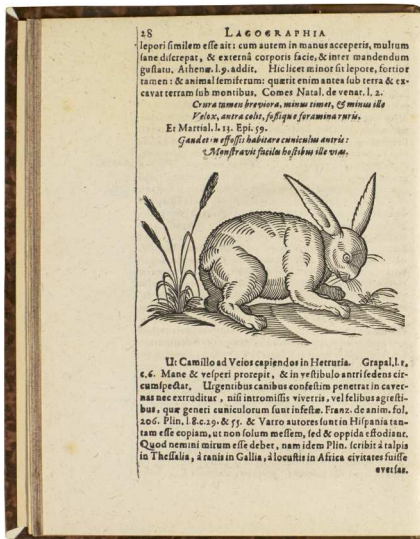 28 LAGOGRAPHIA
lepori similem esse ait: cum autem in manus acceperis, multum
sane discrepat, & externâ corporis facie, & inter mandendum
gustatu. Athenæ. l. 9. addit. Hic licet minor sit lepore, fortior
tamen: & animal semiferum: quærit enim antea sub terra & ex-
cavat terram sub montibus. Comes Natal. de venat. l. 2.
Crura tamen breviora, minus timet, & minus ille
Velox, antra colit, fossisque foramina ruris.
Et Martial. l. 13. Epi. 59.
Gaudet in effossis habitare cuniculus antris:
Monstravit facilis hostibus ille vias.
Ut Camillo ad Veios capiendos in Hetruria. Grapal. l. 1.
c. 6. Mane & vesperi prorepit, & in vestibulo antri sedens cir-
cumspectat. Urgentibus canibus confestim penetrat in caver-
nas nec extruditur, nisi intromissis viverris, vel felibus agresti-
bus, quæ generi cuniculorum sunt infestæ. Franz. de anim. fol.
206. Plin. l. 8. c. 29. & 55. & Varro autores sunt in Hispania tan-
tam esse copiam, ut non solum messem, sed & oppida effodiant.
Quod nemini mirum esse debet, nam idem Plin. scribit à talpis
in Thessalia, à ranis in Gallia, à locustis in Africa civitates fuisse
eversas.